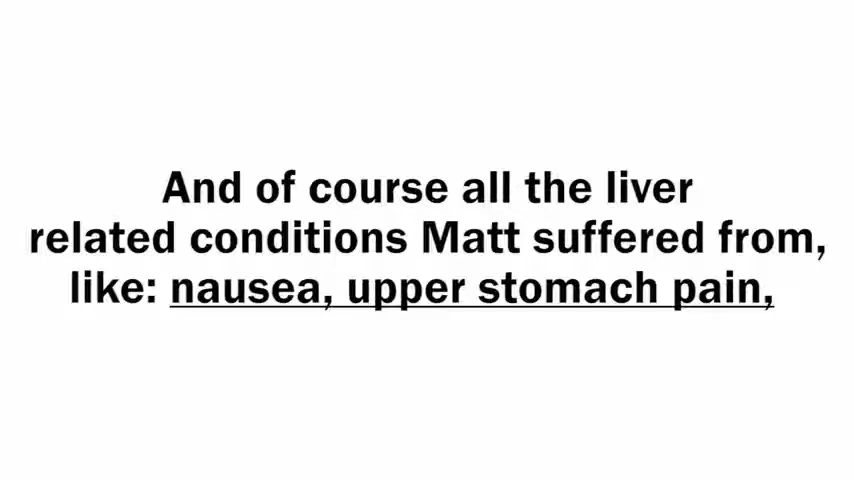 And of course all the liver
related conditions Matt suffered from,
like: nausea, upper stomach pain,